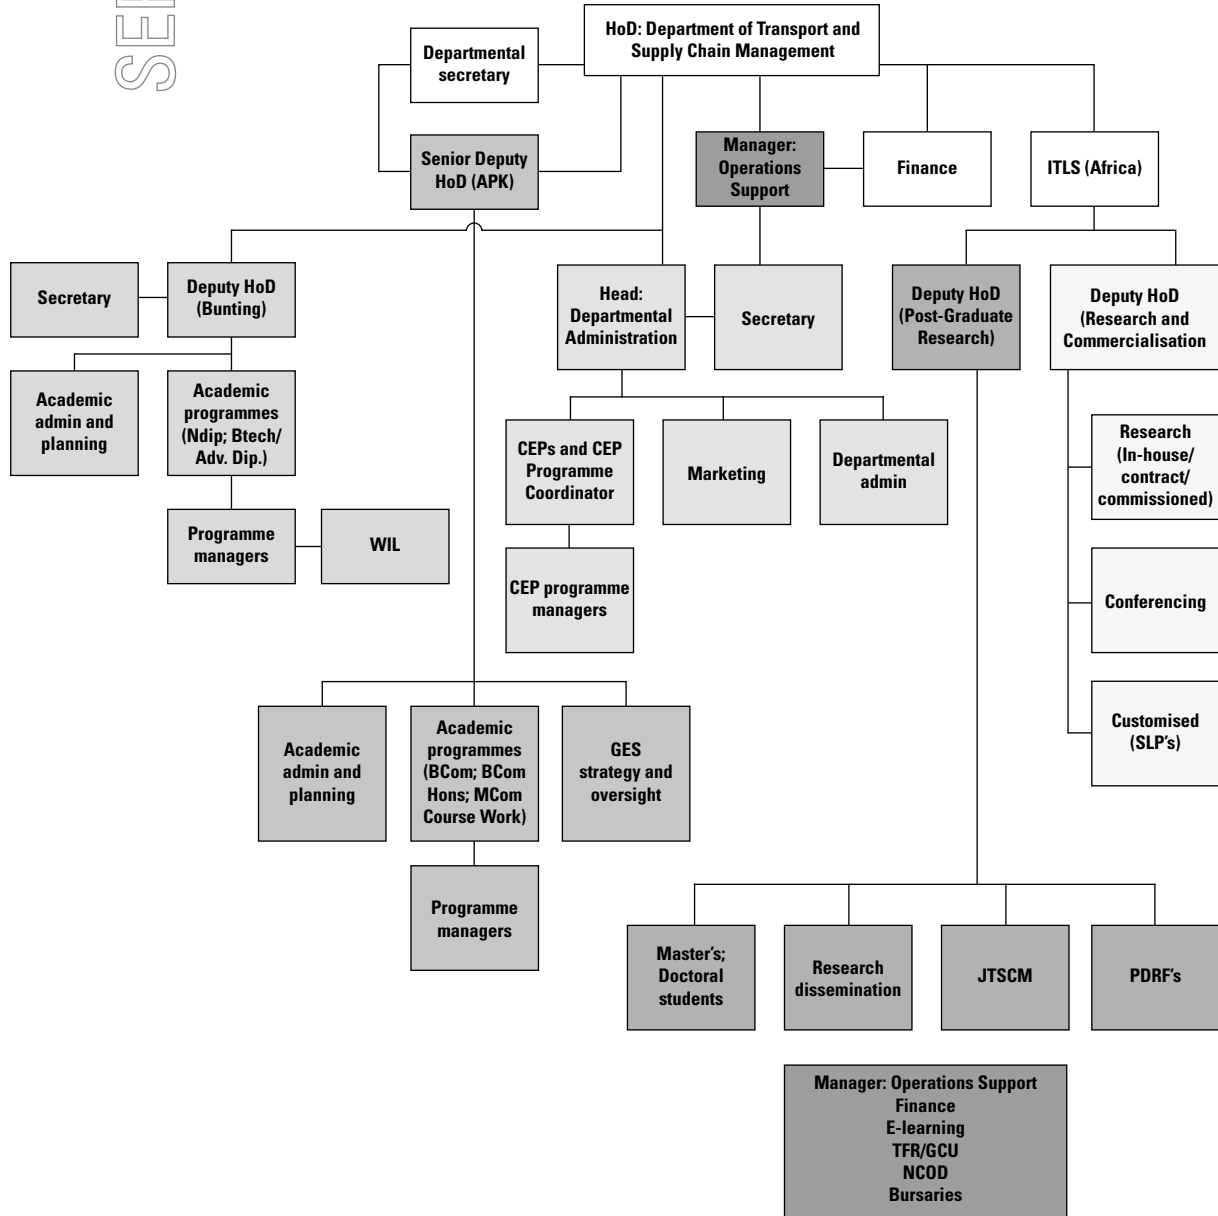 SER
HoD: Department of Transport and
Supply Chain Management
Departmental
secretary
Senior Deputy
HoD (APK)
Manager:
Operations
Support
Finance
ITLS (Africa)
Secretary
Deputy HoD
(Bunting)
Head:
Departmental
Administration
Secretary
Deputy HoD
(Post-Graduate
Research)
Deputy HoD
(Research and
Commercialisation
Academic
admin and
planning
Academic
programmes
(Ndip; Btech/
Adv. Dip.)
CEPs and CEP
Programme
Coordinator
Marketing
Departmental
admin
Research
(In-house/
contract/
commissioned)
Programme
managers
WIL
CEP programme
managers
Conferencing
Academic
admin and
planning
Academic
programmes
(BCom; BCom
Hons; MCom
Course Work)
GES
strategy and
oversight
Customised
(SLP's)
Programme
managers
Master's;
Doctoral
students
Research
dissemination
JTSCM
PDRF's
Manager: Operations Support
Finance
E-learning
TFR/GCU
NCOD
Bursaries